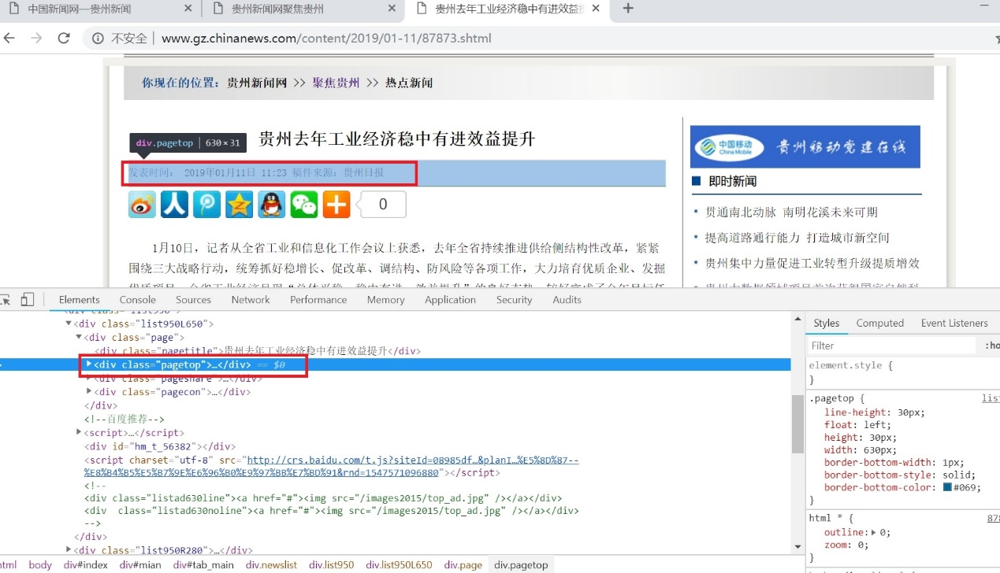 中国新闻网—贵州新闻
贵州新闻网聚焦贵州
贵州去年工业经济稳中有进效益
不安全 | www.gz.chinanews.com/content/2019/01-11/87873.shtml
你现在的位置：贵州新闻网 >> 聚焦贵州 >> 热点新闻
div.pagetop | 630×31
贵州去年工业经济稳中有进效益提升
发表时间： 2019年01月11日 11:23 稿件来源：贵州日报
0
1月10日，记者从全省工业和信息化工作会议上获悉，去年全省持续推进供给侧结构性改革，紧紧
围绕三大战略行动，统筹抓好稳增长、促改革、调结构、防风险等各项工作，大力培育优质企业、发掘
中国移动
China Mobile
贵州移动党建在线
即时新闻
贯通南北动脉 南明花溪未来可期
提高道路通行能力 打造城市新空间
贵州集中力量促进工业转型升级提质增效
Elements Console Sources Network Performance Memory Application Security Audits
<div class="list950L650">
<div class="page">
<div class="pagetitle">贵州去年工业经济稳中有进效益提升</div>
<div class="pagetop">…</div> == $0
<div class="pageshare">…</div>
<div class="pagecon">…</div>
</div>
<!--百度推荐-->
<script>…</script>
<div id="hm_t_56382"></div>
<script charset="utf-8" src="http://crs.baidu.com/t.js?siteId=08985df…&planI…%E5%8D%87--
%E8%B4%B5%E5%B7%9E%E6%96%B0%E9%97%BB%E7%BD%91&rnd=1547571096880"></script>
<!--
<div class="listad630line"><a href="#"><img src="/images2015/top_ad.jpg" /></a></div>
<div  class="listad630noline"><a href="#"><img src="/images2015/top_ad.jpg" /></a></div>
-->
</div>
<div class="list950R280">…</div>
html body div#index div#mian div#tab_main div.newslist div.list950 div.list950L650 div.page div.pagetop
Styles Computed Event Listeners
Filter :ho
element.style {
}
.pagetop { list
line-height: 30px;
float: left;
height: 30px;
width: 630px;
border-bottom-width: 1px;
border-bottom-style: solid;
border-bottom-color: #069;
}
html * { 878
outline: 0;
zoom: 0;
}